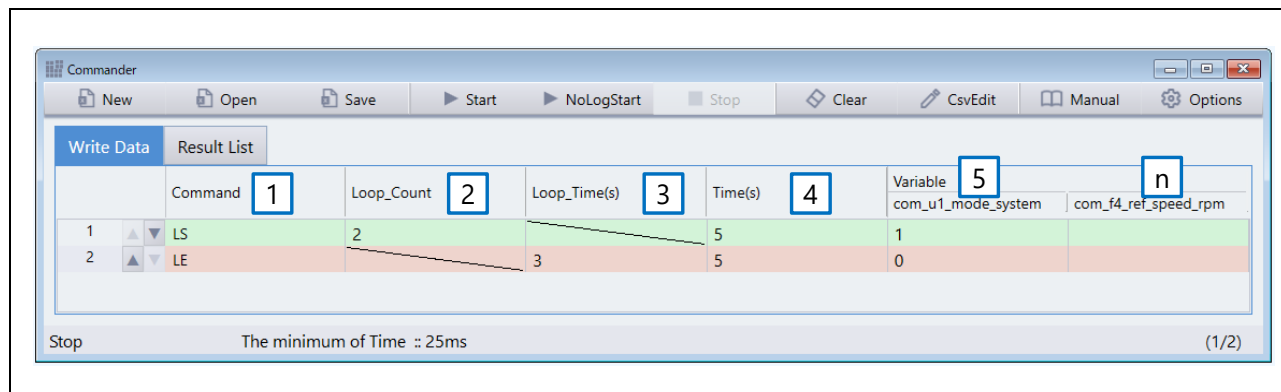 Commander
New Open Save Start NoLogStart Stop Clear CsvEdit Manual Options
Write Data Result List
Command 1 Loop_Count 2 Loop_Time(s) 3 Time(s) 4 Variable 5 n
com_u1_mode_system com_f4_ref_speed_rpm
1 LS 2 5 1
2 LE 3 5 0
Stop The minimum of Time :: 25ms (1/2)